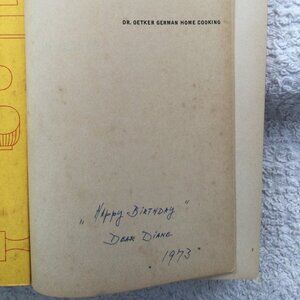 DR. OETKER GERMAN HOME COOKING
"Happy Birthday"
Dear Diane
"1973"